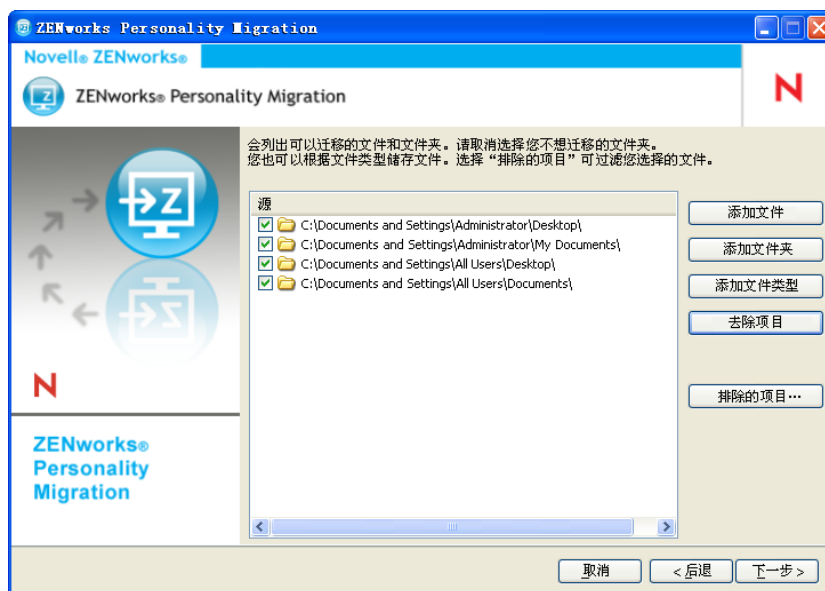 ZENworks Personality Migration
Novell® ZENworks®
ZENworks® Personality Migration
N
会列出可以迁移的文件和文件夹。请取消选择您不想迁移的文件夹。
您也可以根据文件类型储存文件。选择“排除的项目”可过滤您选择的文件。
Z
源
C:\Documents and Settings\Administrator\Desktop\
C:\Documents and Settings\Administrator\My Documents\
C:\Documents and Settings\All Users\Desktop\
C:\Documents and Settings\All Users\Documents\
添加文件
添加文件夹
添加文件类型
去除项目
排除的项目…
N
ZENworks®
Personality
Migration
取消
<后退
下一步>